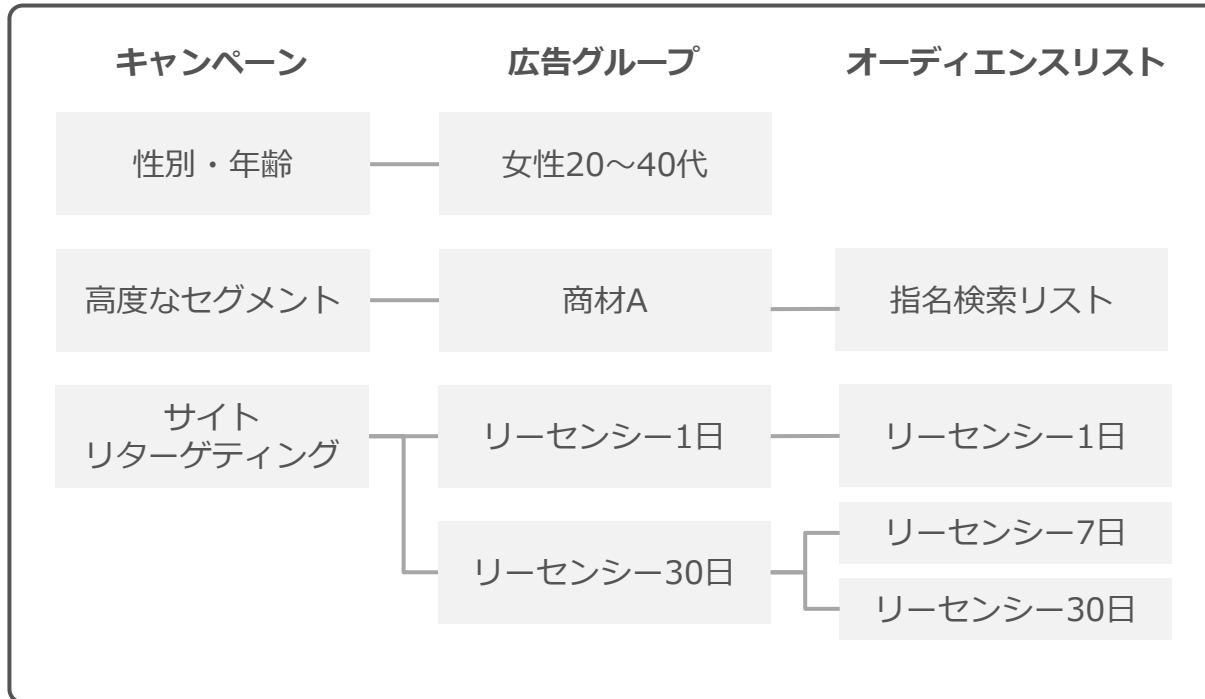 キャンペーン
広告グループ
オーディエンスリスト
性別・年齢
女性20～40代
高度なセグメント
商材A
指名検索リスト
サイト
リターゲティング
リーセンシー1日
リーセンシー1日
リーセンシー30日
リーセンシー7日
リーセンシー30日